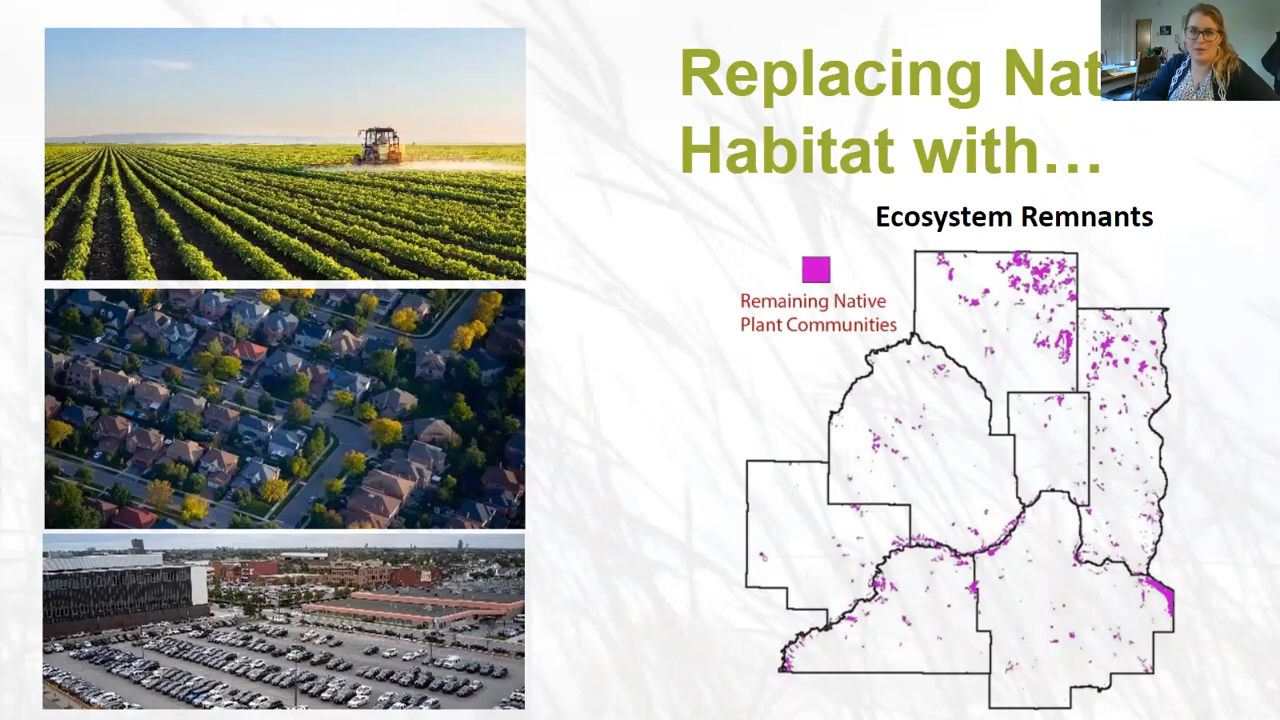 Replacing Nat
Habitat with…
Ecosystem Remnants
Remaining Native
Plant Communities